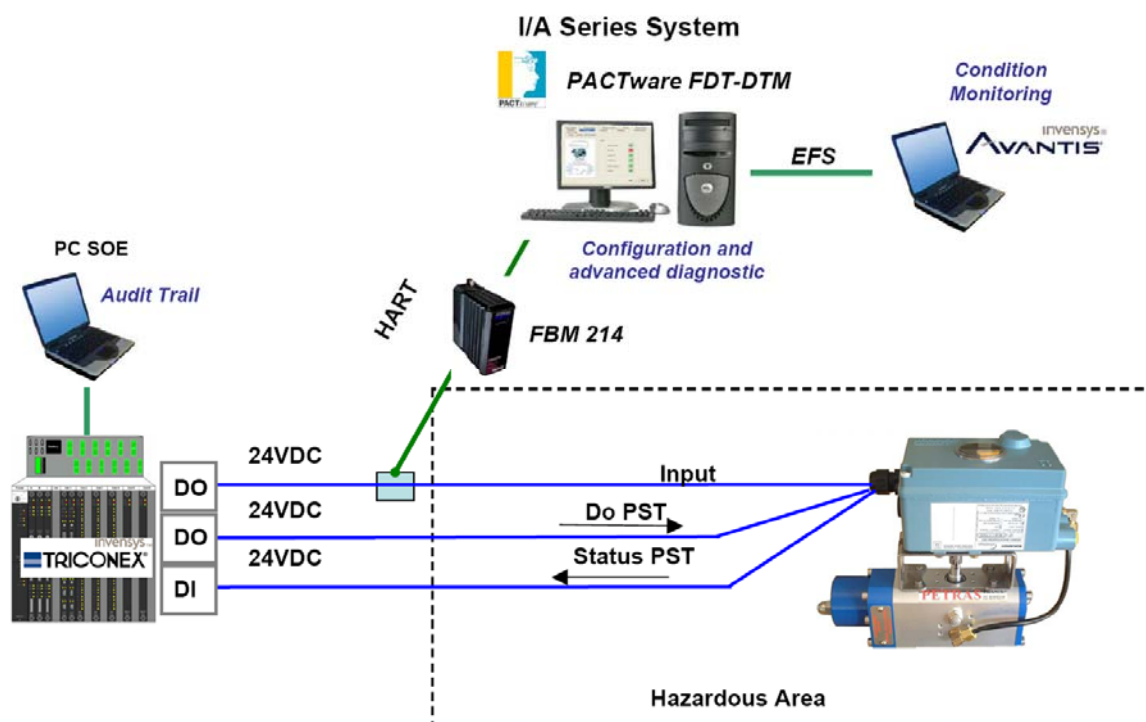 I/A Series System
PACTware
PACTware FDT-DTM
Condition
Monitoring
invensys
AVANTIS
EFS
PC SOE
Audit Trail
Configuration and
advanced diagnostic
HART
FBM 214
24VDC
DO
Input
24VDC
DO
Do PST
invensys
TRICONEX®
24VDC
DI
Status PST
PETRAS
Hazardous Area